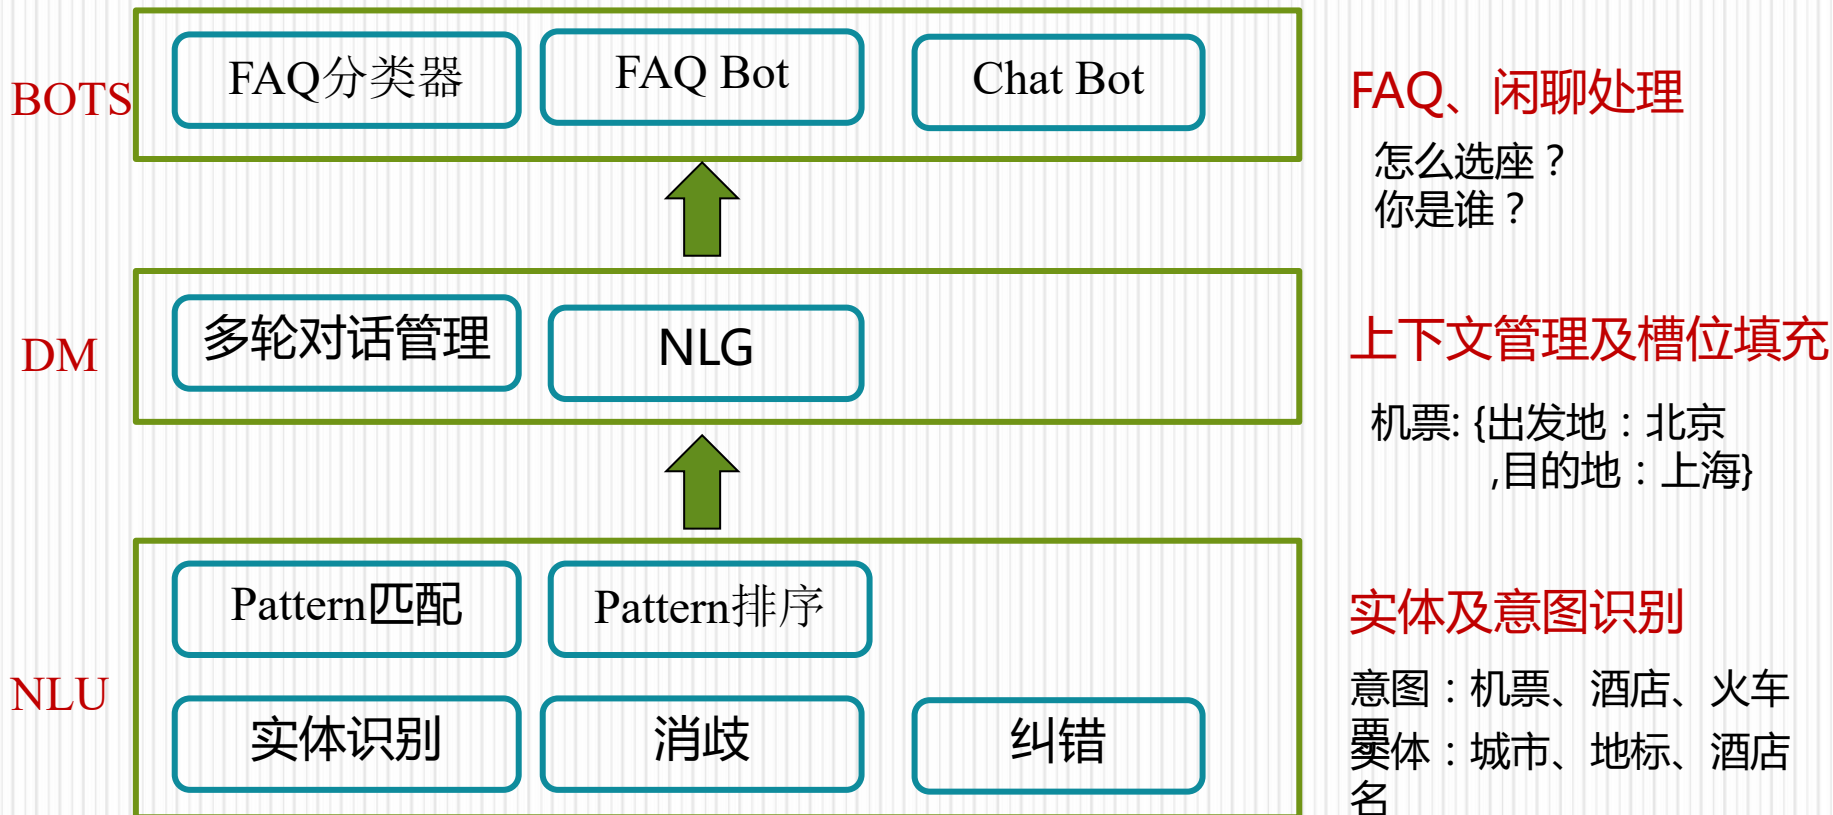 BOTS
FAQ分类器
FAQ Bot
Chat Bot
FAQ、闲聊处理
怎么选座？
你是谁？
DM
多轮对话管理
NLG
上下文管理及槽位填充
机票: {出发地：北京
,目的地：上海}
NLU
Pattern匹配
Pattern排序
实体识别
消歧
纠错
实体及意图识别
意图：机票、酒店、火车
票
实体：城市、地标、酒店
名